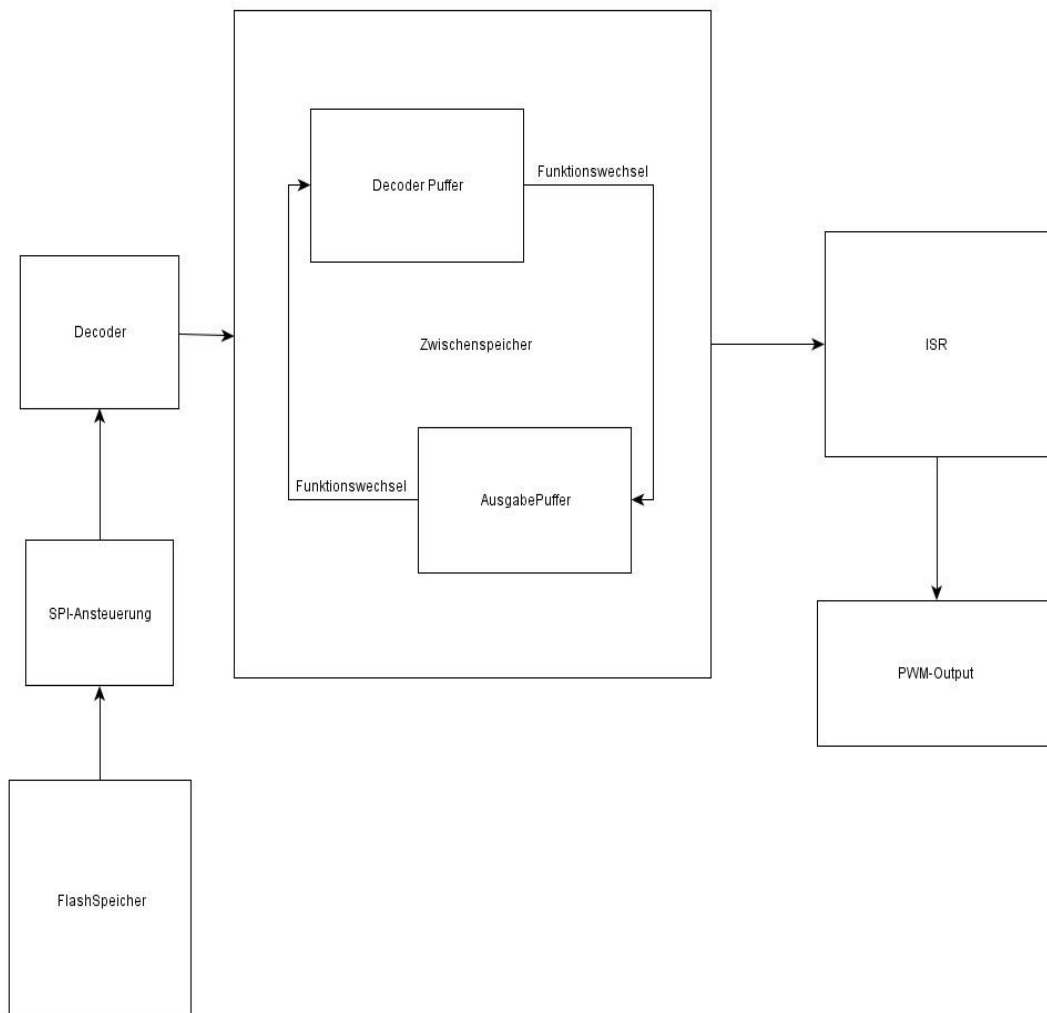 Decoder Puffer
Funktionswechsel
Decoder
Zwischenspeicher
ISR
Funktionswechsel
AusgabePuffer
SPI-Ansteuerung
PWM-Output
FlashSpeicher